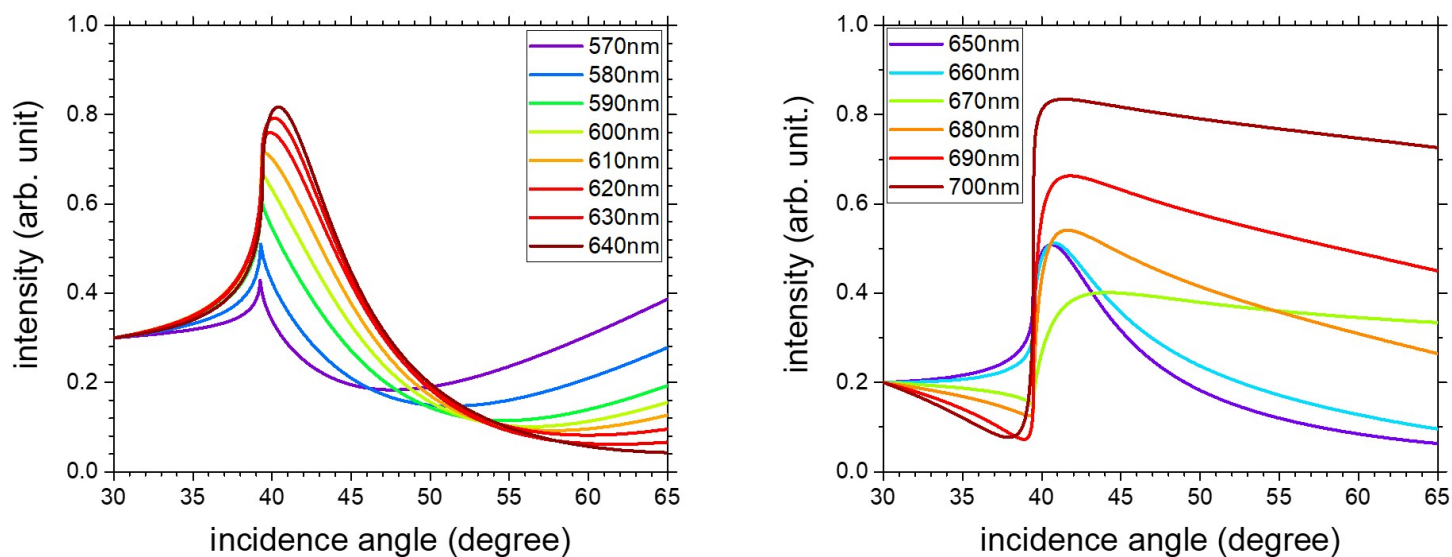 1.0
0.8
0.6
0.4
0.2
0.0
intensity (arb. unit)
30 35 40 45 50 55 60 65
incidence angle (degree)
570nm
580nm
590nm
600nm
610nm
620nm
630nm
640nm
1.0
0.8
0.6
0.4
0.2
0.0
intensity (arb. unit.)
30 35 40 45 50 55 60 65
incidence angle (degree)
650nm
660nm
670nm
680nm
690nm
700nm